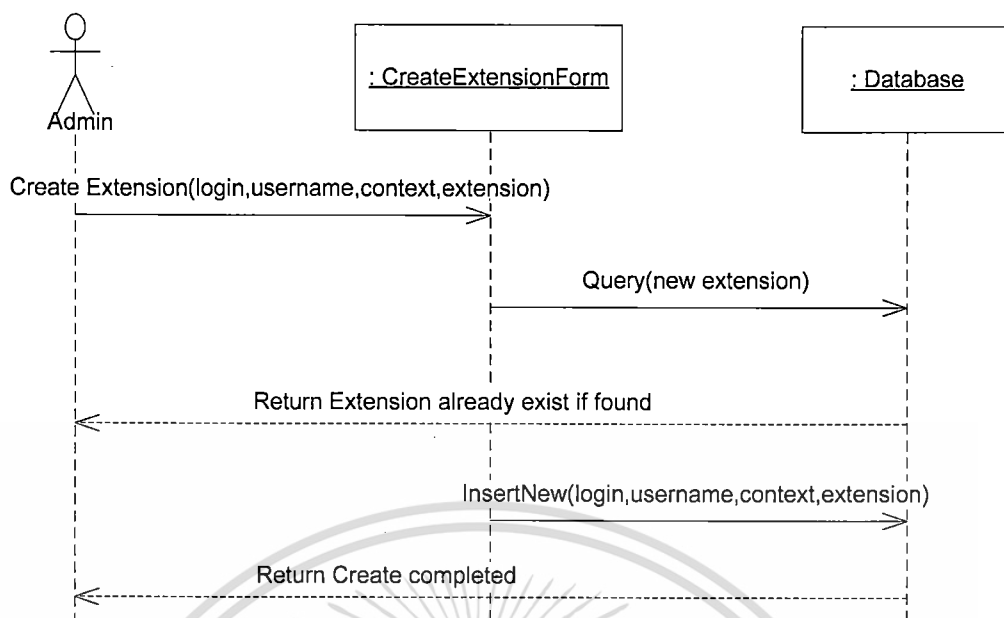 : CreateExtensionForm
: Database
Admin
Create Extension(login,username,context,extension)
Query(new extension)
Return Extension already exist if found
InsertNew(login,username,context,extension)
Return Create completed